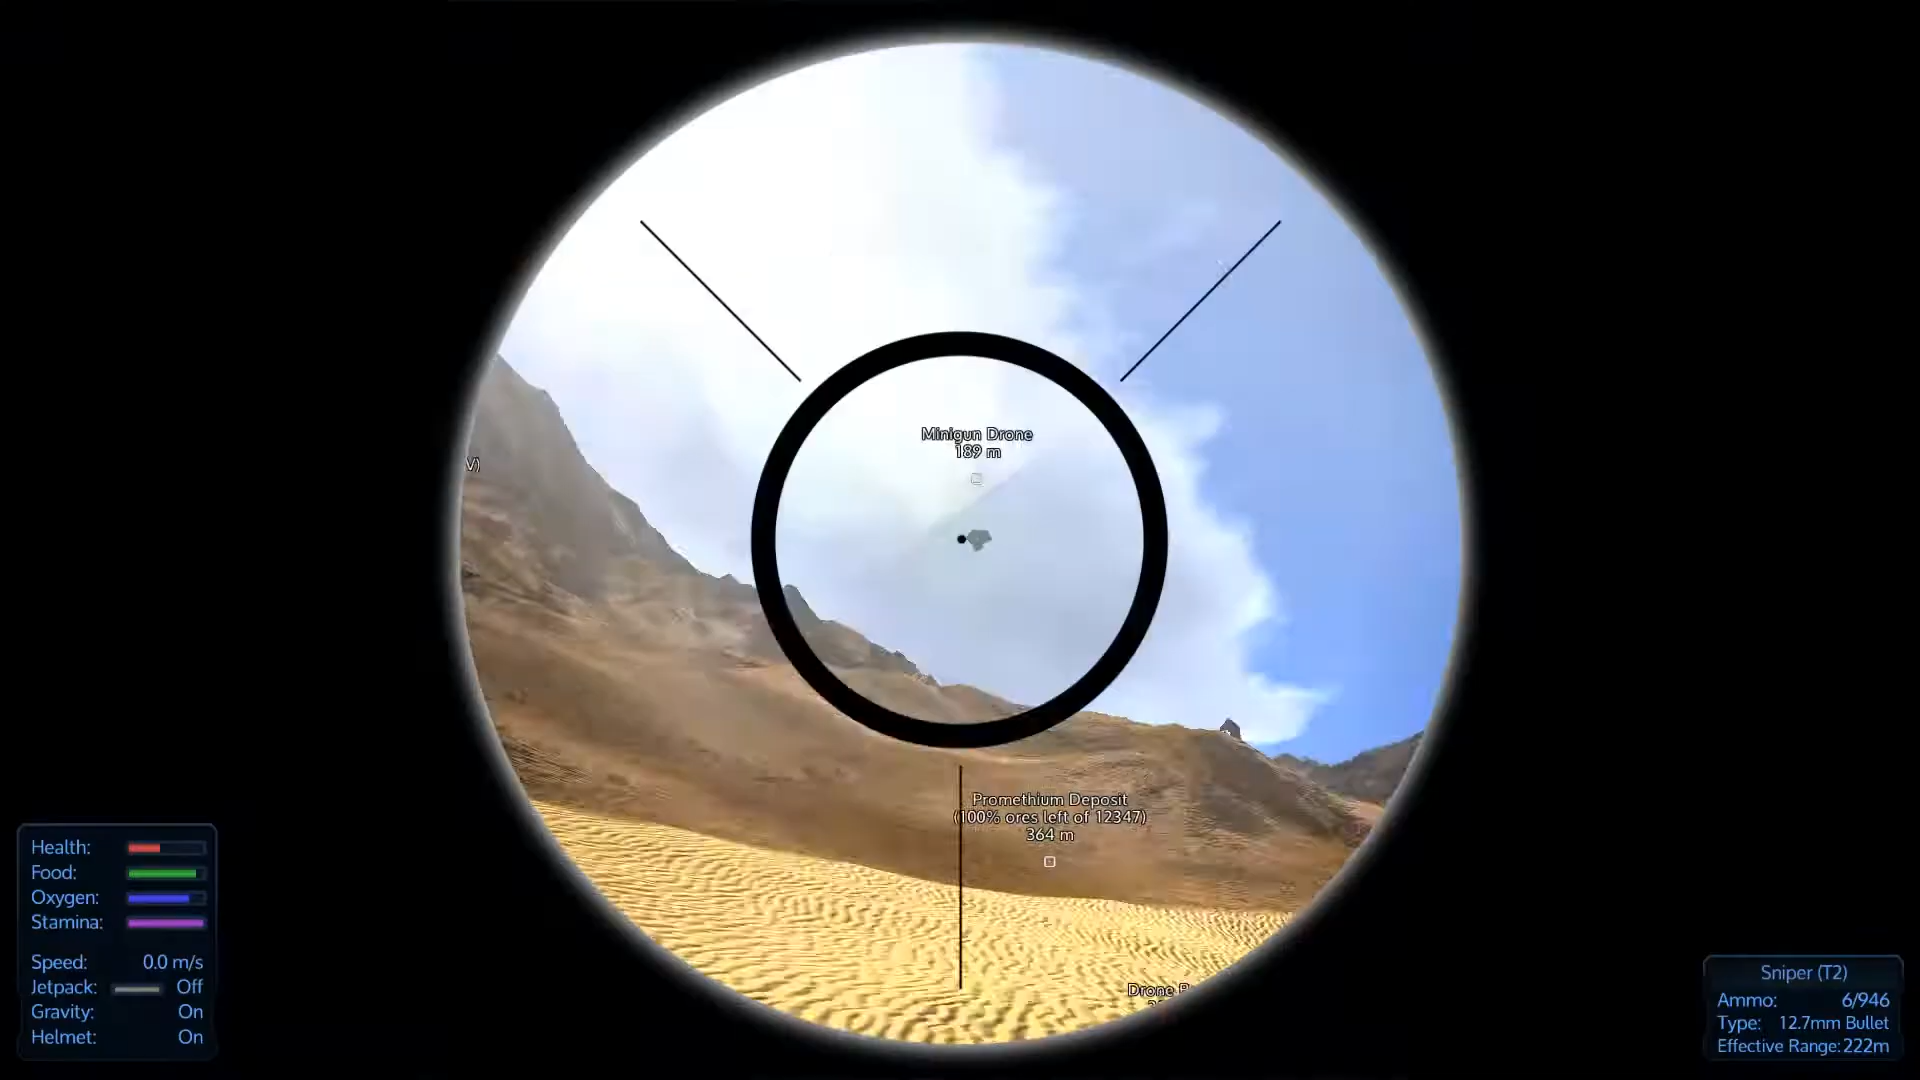 Minigun Drone
189 m
V)
Promethium Deposit
(100% ores left of 12347)
364 m
Drone
Health:
Food:
Oxygen:
Stamina:
Speed: 0.0 m/s
Jetpack: Off
Gravity: On
Helmet: On
Sniper (T2)
Ammo: 6/946
Type: 12.7mm Bullet
Effective Range: 222m